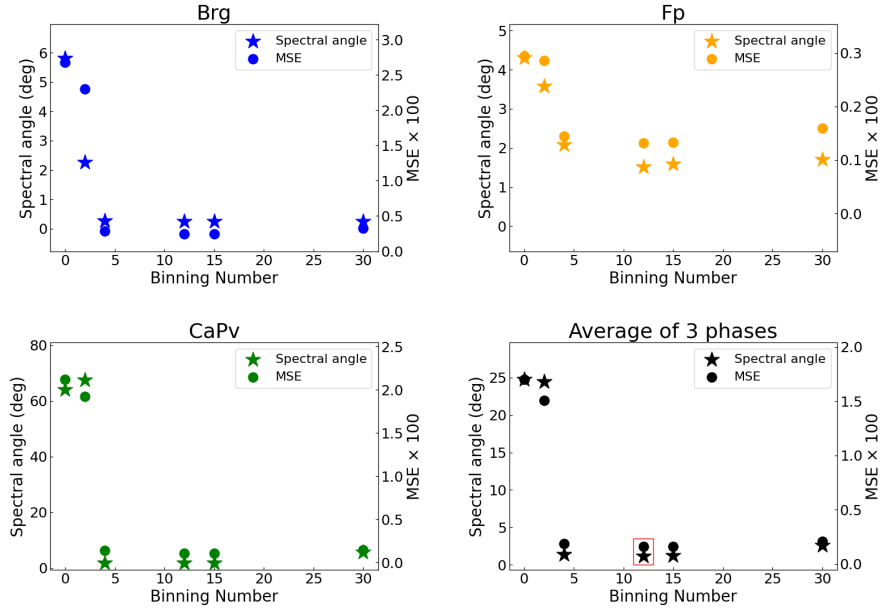 Brg
Spectral angle (deg)
6
5
4
3
2
1
0
3.0
2.5
2.0
1.5
1.0
0.5
0.0
MSE × 100
Spectral angle
MSE
0 5 10 15 20 25 30
Binning Number
Fp
Spectral angle (deg)
5
4
3
2
1
0
0.3
0.2
0.1
0.0
MSE × 100
Spectral angle
MSE
0 5 10 15 20 25 30
Binning Number
CaPv
Spectral angle (deg)
80
60
40
20
0
2.5
2.0
1.5
1.0
0.5
0.0
MSE × 100
Spectral angle
MSE
0 5 10 15 20 25 30
Binning Number
Average of 3 phases
Spectral angle (deg)
25
20
15
10
5
0
2.0
1.5
1.0
0.5
0.0
MSE × 100
Spectral angle
MSE
0 5 10 15 20 25 30
Binning Number